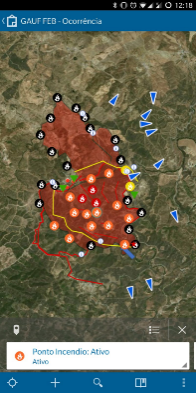 12:18
GAUF FEB - Ocorrência
Ponto Incendio: Ativo
Ativo